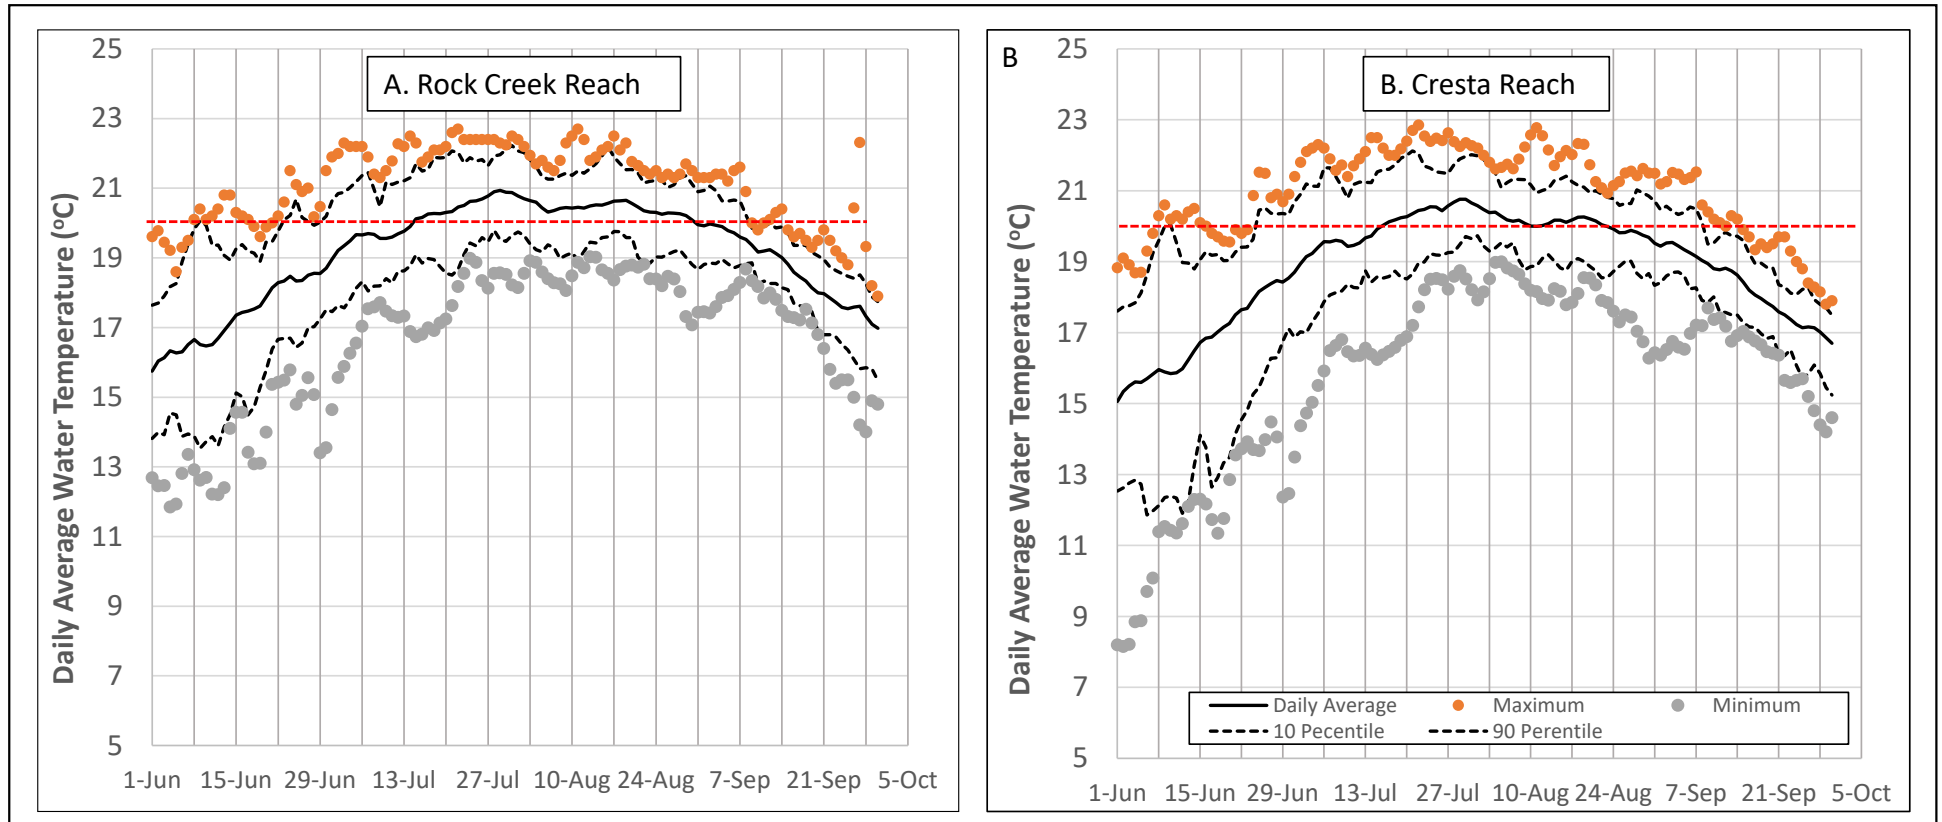 A. Rock Creek Reach
Daily Average Water Temperature (oC)
25
23
21
19
17
15
13
11
9
7
5
1-Jun 15-Jun 29-Jun 13-Jul 27-Jul 10-Aug 24-Aug 7-Sep 21-Sep 5-Oct
B
B. Cresta Reach
Daily Average Water Temperature (oC)
25
23
21
19
17
15
13
11
9
7
5
Daily Average Maximum Minimum
10 Pecentile 90 Perentile
1-Jun 15-Jun 29-Jun 13-Jul 27-Jul 10-Aug 24-Aug 7-Sep 21-Sep 5-Oct